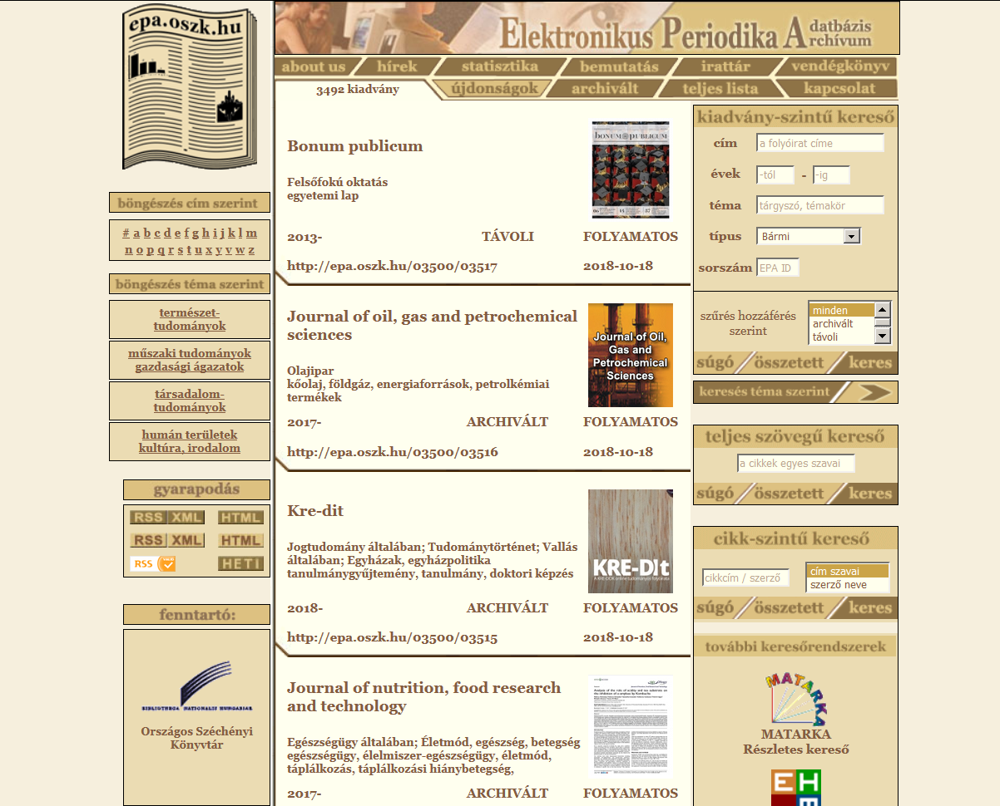 epa.oszk.hu
Elektronikus Periodika Adatbázis Archívum
about us
hírek
statisztika
bemutatás
irattár
vendégkönyv
3492 kiadvány
újdonságok
archivált
teljes lista
kapcsolat
böngészés cím szerint
# a b c d e f g h i j k l m
n o p q r s t u x y v w z
böngészés téma szerint
természet-
tudományok
műszaki tudományok
gazdasági ágazatok
társadalom-
tudományok
humán területek
kultúra, irodalom
gyarapodás
RSS XML HTML
RSS XML HTML
RSS VALID HETI
fenntartó:
BIBLIOTHECA NATIONALIS HUNGARIAE
Országos Széchényi
Könyvtár
Bonum publicum
BONUM PUBLICUM
Felsőfokú oktatás
egyetemi lap
2013- TÁVOLI FOLYAMATOS
http://epa.oszk.hu/03500/03517 2018-10-18
Journal of oil, gas and petrochemical
sciences
Journal of Oil,
Gas and
Petrochemical
Sciences
Olajipar
kőolaj, földgáz, energiaforrások, petrolkémiai
termékek
2017- ARCHIVÁLT FOLYAMATOS
http://epa.oszk.hu/03500/03516 2018-10-18
Kre-dit
KRE-DIt
Jogtudomány általában; Tudománytörténet; Vallás
általában; Egyházak, egyházpolitika
tanulmánygyűjtemény, tanulmány, doktori képzés
2018- ARCHIVÁLT FOLYAMATOS
http://epa.oszk.hu/03500/03515 2018-10-18
Journal of nutrition, food research
and technology
Egészségügy általában; Életmód, egészség, betegség
egészségügy, élelmiszer-egészségügy, életmód,
táplálkozás, táplálkozási hiánybetegség,
2017- ARCHIVÁLT FOLYAMATOS
kiadvány-szintű kereső
cím a folyóirat címe
évek -tól - -ig
téma tárgyszó, témakör
típus Bármi
sorszám EPA ID
szűrés hozzáférés
szerint
minden
archivált
távoli
súgó összetett keres
keresés téma szerint
teljes szövegű kereső
a cikkek egyes szavai
súgó összetett keres
cikk-szintű kereső
cikkcím / szerző
cím szavai
szerző neve
súgó összetett keres
további keresőrendszerek
MATARKA
MATARKA
Részletes kereső
EH